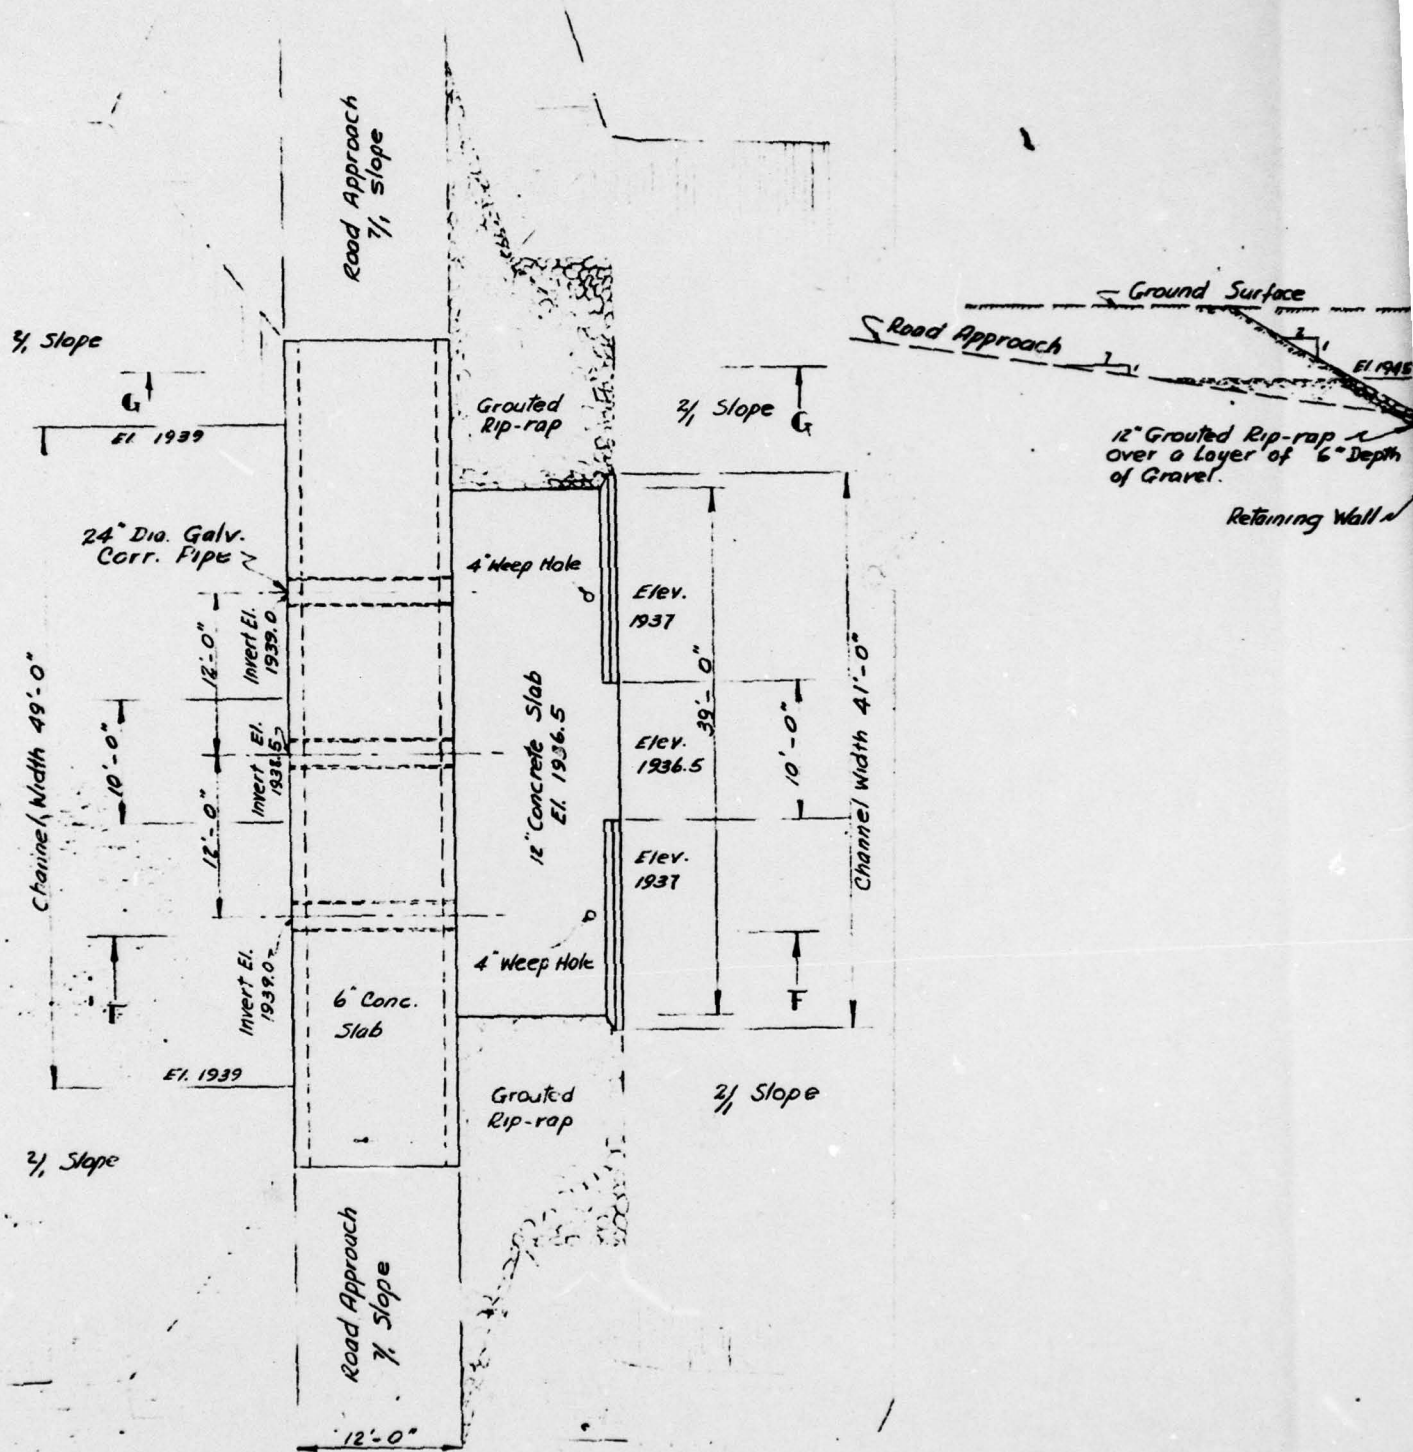 Road Approach
7/1 Slope
2/1 Slope
G
El. 1939
24" Dia. Galv.
Corr. Pipe
Grouted
Rip-rap
2/1 Slope
G
Ground Surface
Road Approach
7
1
2
1
El. 1945
12" Grouted Rip-rap
over a Layer of 6" Depth
of Gravel.
Retaining Wall
4" Weep Hole
Elev.
1937
12'-0"
Invert El.
1939.0
Channel Width 49'-0"
10'-0"
Invert El.
1938.5
12'-0"
12" Concrete Slab
El. 1936.5
39'-0"
Elev.
1936.5
10'-0"
Channel Width 41'-0"
Elev.
1937
4" Weep Hole
F
F
Invert El.
1939.0
6" Conc.
Slab
El. 1939
Grouted
Rip-rap
2/1 Slope
2/1 Slope
Road Approach
7/1 Slope
12'-0"